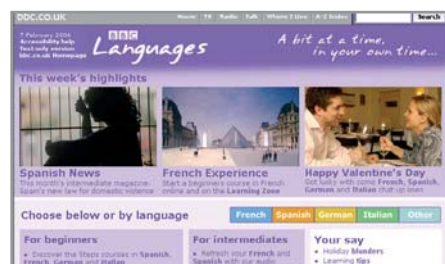 bbc.co.uk
Home TV Radio Talk Where I Live A-Z Index Search
7 February 2006
Accessibility help
Text only version
bbc.co.uk Homepage
BBC
Languages
A bit at a time,
in your own time...
This week's highlights
Spanish News
This month's intermediate magazine:
Spain's new law for domestic violence
French Experience
Start a beginners course in French
online and on the Learning Zone
Happy Valentine's Day
Get lucky with some French, Spanish,
German and Italian chat up lines
Choose below or by language
French Spanish German Italian Other
For beginners
Discover the Steps courses in Spanish,
French, German and Italian
For intermediates
Refresh your French and
Spanish with our audio
Your say
Holiday blunders
Learning tips